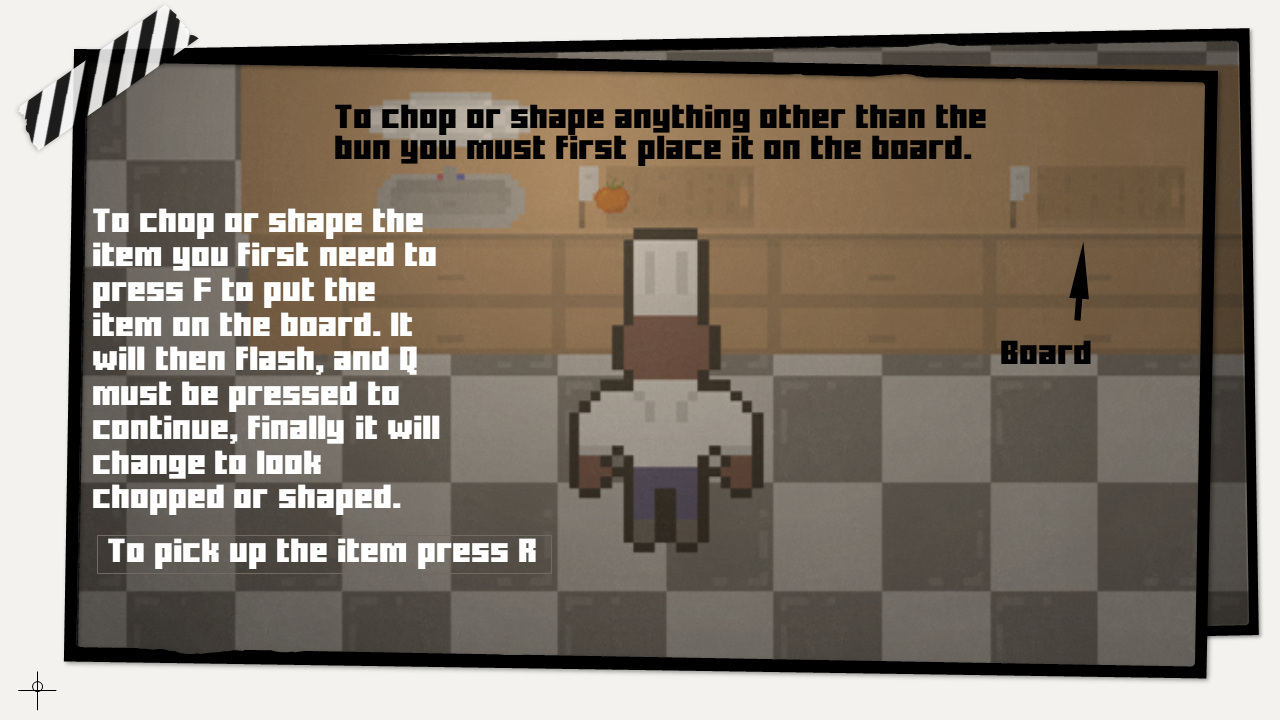 To chop or shape anything other than the
bun you must first place it on the board.
To chop or shape the
item you first need to
press F to put the
item on the board. It
will then flash, and Q
must be pressed to
continue, finally it will
change to look
chopped or shaped.
Board
To pick up the item press R